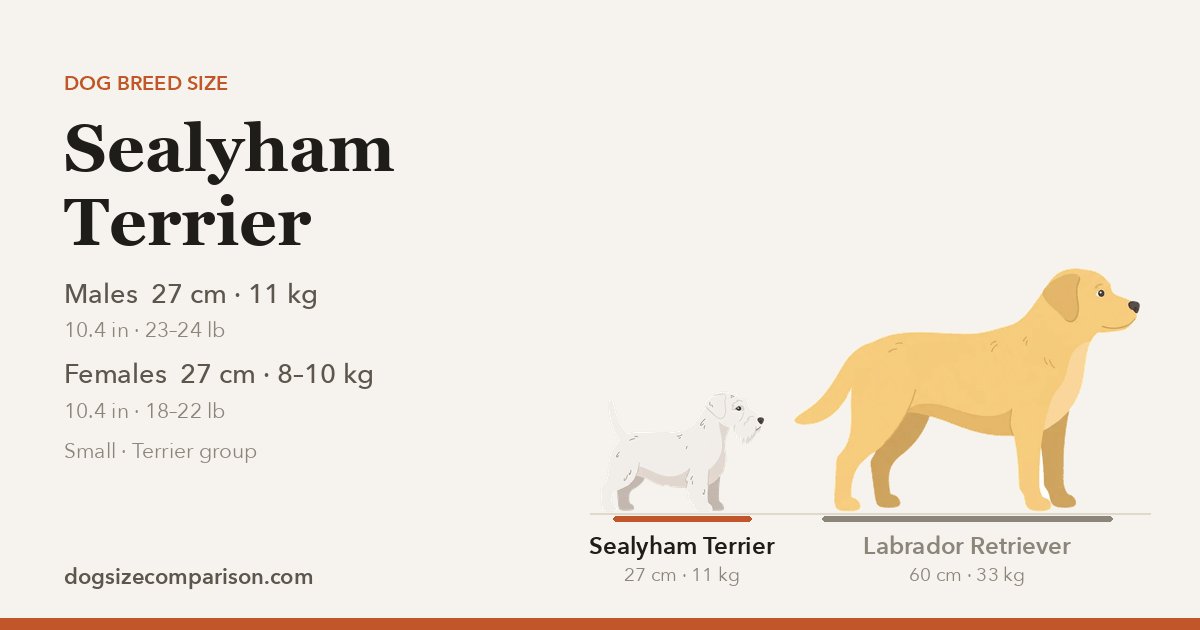 DOG BREED SIZE
Sealyham
Terrier
Males 27 cm · 11 kg
10.4 in · 23–24 lb
Females 27 cm · 8–10 kg
10.4 in · 18–22 lb
Small · Terrier group
dogsizecomparison.com
Sealyham Terrier
27 cm · 11 kg
Labrador Retriever
60 cm · 33 kg